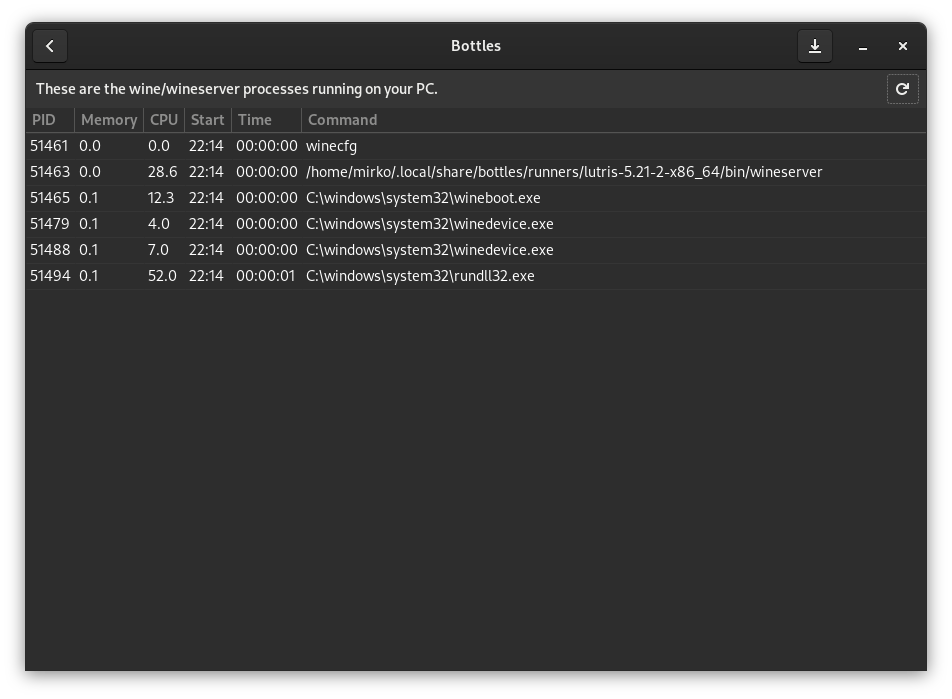 Bottles
These are the wine/wineserver processes running on your PC.
PID Memory CPU Start Time Command
51461 0.0 0.0 22:14 00:00:00 winecfg
51463 0.0 28.6 22:14 00:00:00 /home/mirko/.local/share/bottles/runners/lutris-5.21-2-x86_64/bin/wineserver
51465 0.1 12.3 22:14 00:00:00 C:\windows\system32\wineboot.exe
51479 0.1 4.0 22:14 00:00:00 C:\windows\system32\winedevice.exe
51488 0.1 7.0 22:14 00:00:00 C:\windows\system32\winedevice.exe
51494 0.1 52.0 22:14 00:00:01 C:\windows\system32\rundll32.exe